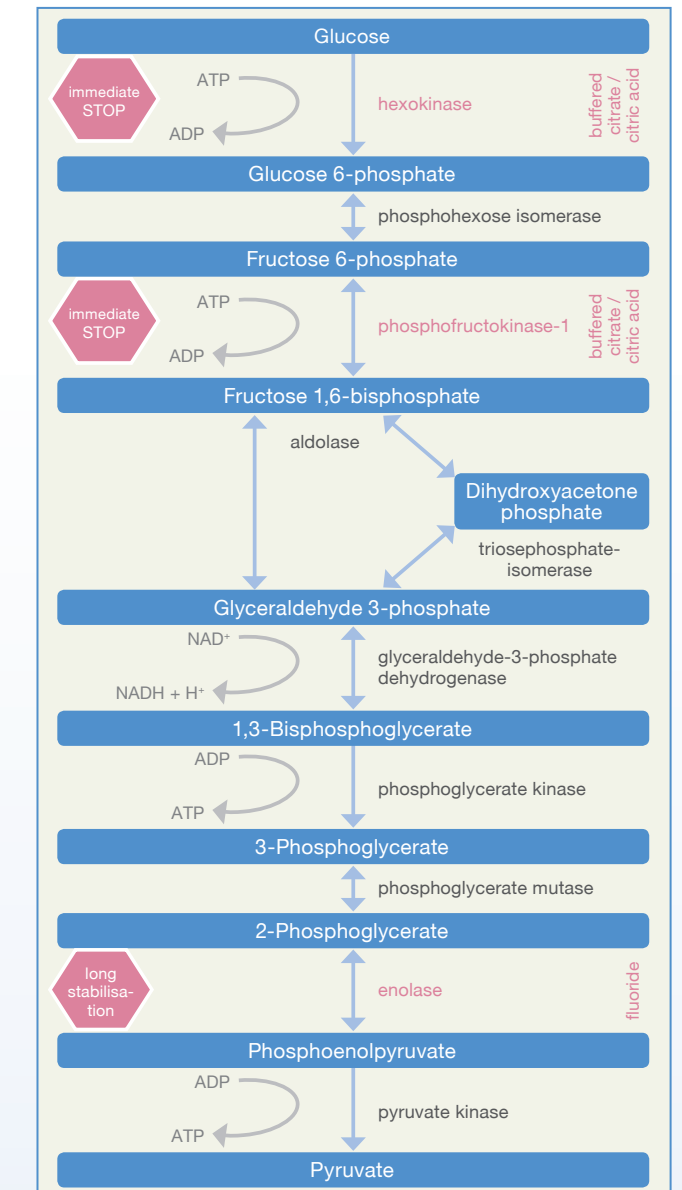 Glucose
immediate
STOP
ATP
ADP
hexokinase
buffered
citrate /
citric acid
Glucose 6-phosphate
phosphohexose isomerase
Fructose 6-phosphate
immediate
STOP
ATP
ADP
phosphofructokinase-1
buffered
citrate /
citric acid
Fructose 1,6-bisphosphate
aldolase
Dihydroxyacetone
phosphate
triosephosphate-
isomerase
Glyceraldehyde 3-phosphate
NAD⁺
NADH + H⁺
glyceraldehyde-3-phosphate
dehydrogenase
1,3-Bisphosphoglycerate
ADP
ATP
phosphoglycerate kinase
3-Phosphoglycerate
phosphoglycerate mutase
2-Phosphoglycerate
long
stabilisa-
tion
enolase
fluoride
Phosphoenolpyruvate
ADP
ATP
pyruvate kinase
Pyruvate